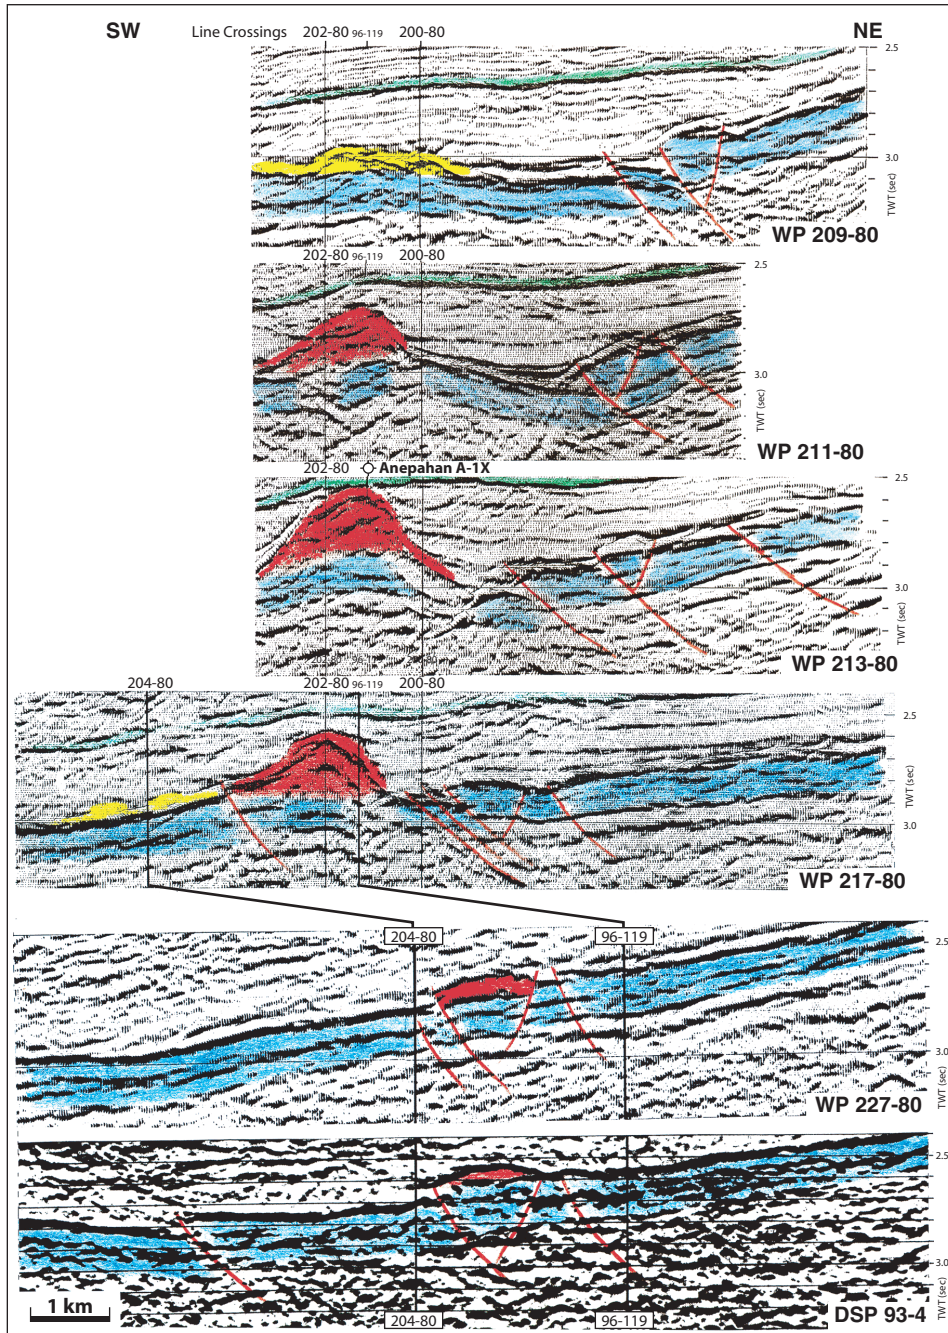 SW Line Crossings 202-80 96-119 200-80 NE
2.5
3.0
TWT (sec)
WP 209-80
202-80 96-119 200-80
2.5
3.0
TWT (sec)
WP 211-80
202-80 Anepahan A-1X
2.5
3.0
TWT (sec)
WP 213-80
204-80 202-80 96-119 200-80
2.5
TWT (sec)
3.0
WP 217-80
204-80 96-119
2.5
3.0
TWT (sec)
WP 227-80
2.5
3.0
TWT (sec)
1 km
DSP 93-4
204-80 96-119